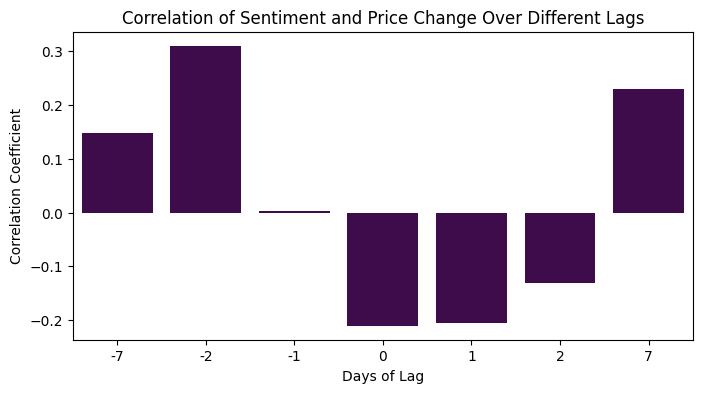 Correlation of Sentiment and Price Change Over Different Lags
Correlation Coefficient
0.3
0.2
0.1
0.0
−0.1
−0.2
-7 -2 -1 0 1 2 7
Days of Lag